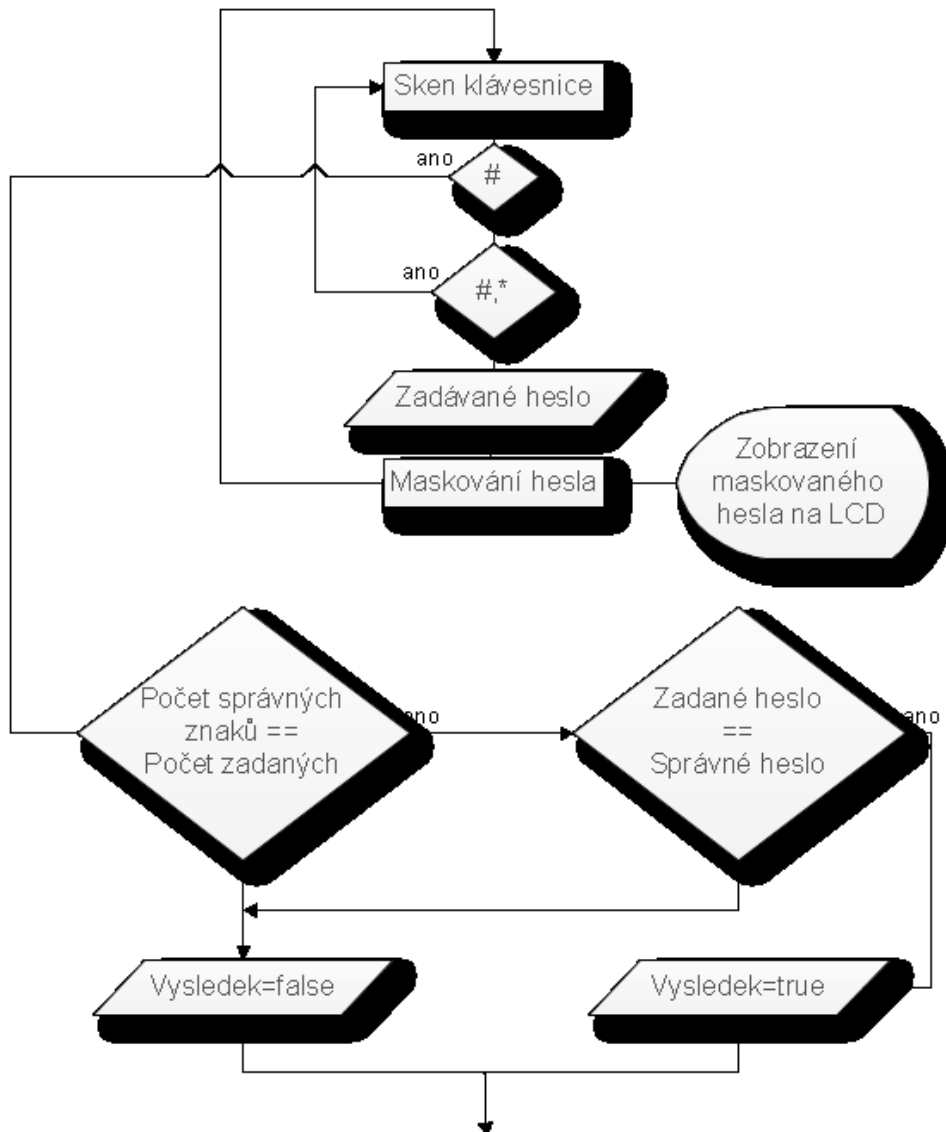 Sken klávesnice
ano
#
ano
#,*
Zadávané heslo
Maskování hesla
Zobrazení
maskovaného
hesla na LCD
Počet správných
znaků ==
Počet zadaných
ano
Zadané heslo
==
Správné heslo
ano
Vysledek=false
Vysledek=true